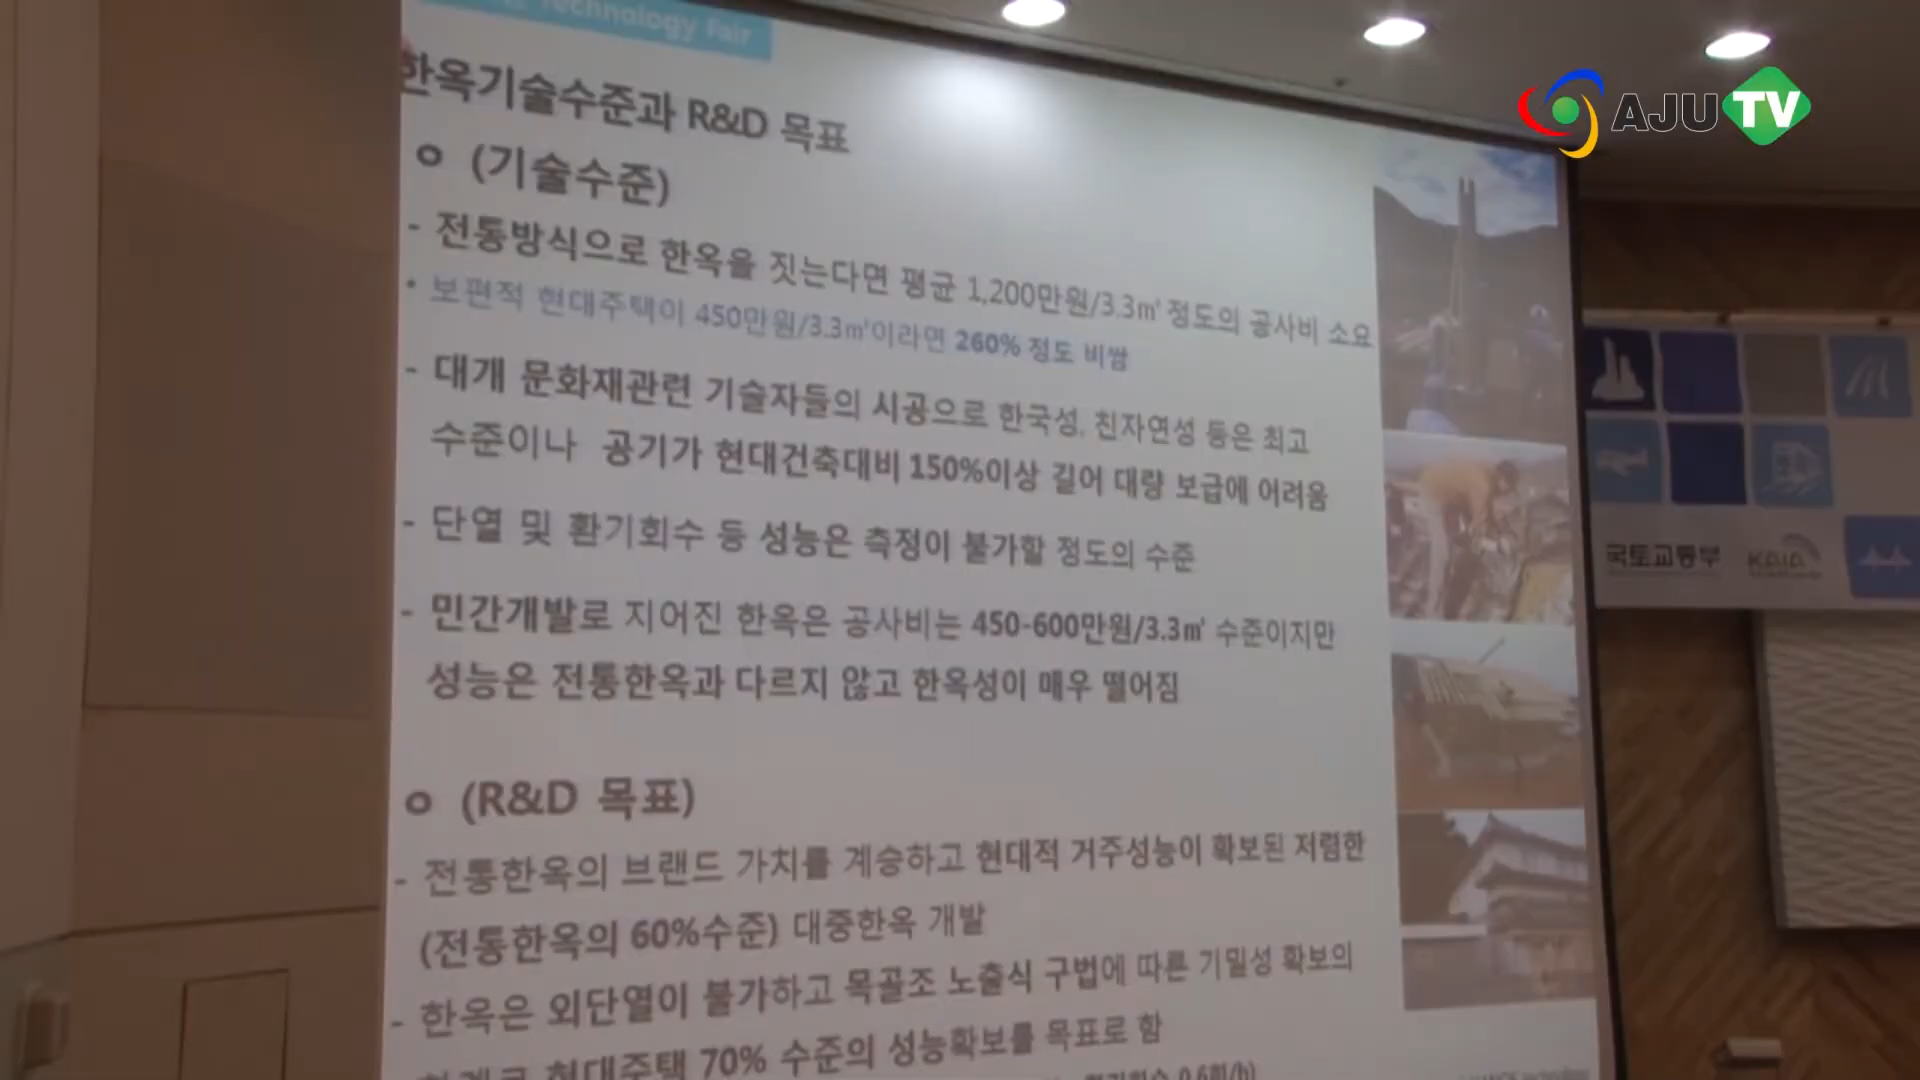 Technology Fair
AJU TV
한옥기술수준과 R&D 목표
ㅇ (기술수준)
- 전통방식으로 한옥을 짓는다면 평균 1,200만원/3.3㎡ 정도의 공사비 소요
• 보편적 현대주택이 450만원/3.3㎡이라면 260% 정도 비쌈
- 대개 문화재관련 기술자들의 시공으로 한국성, 친자연성 등은 최고
수준이나 공기가 현대건축대비 150%이상 길어 대량 보급에 어려움
- 단열 및 환기회수 등 성능은 측정이 불가할 정도의 수준
- 민간개발로 지어진 한옥은 공사비는 450-600만원/3.3㎡ 수준이지만
성능은 전통한옥과 다르지 않고 한옥성이 매우 떨어짐
ㅇ (R&D 목표)
- 전통한옥의 브랜드 가치를 계승하고 현대적 거주성능이 확보된 저렴한
(전통한옥의 60%수준) 대중한옥 개발
- 한옥은 외단열이 불가하고 목골조 노출식 구법에 따른 기밀성 확보의
한계로 현대주택 70% 수준의 성능확보를 목표로 함
0.6회/h)
국토교통부
KAIA